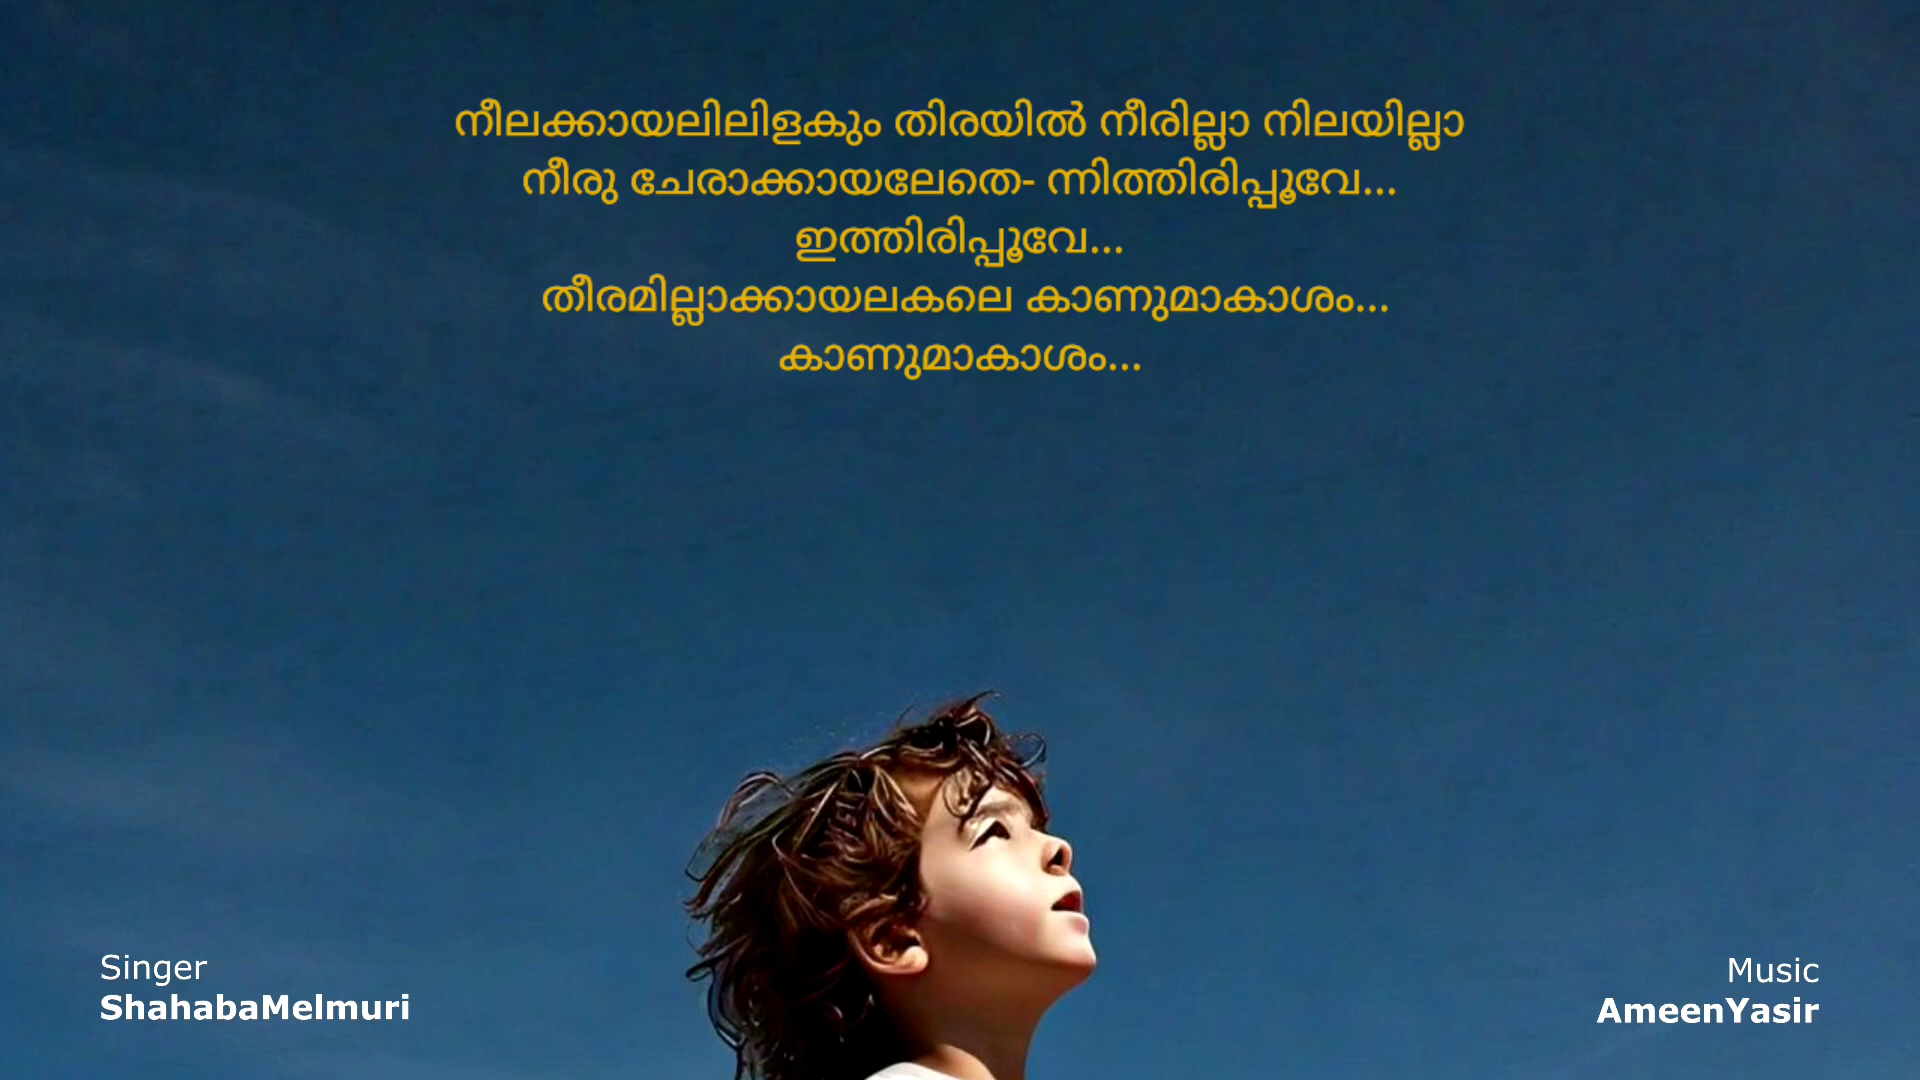 നീലക്കായലിലിളകും തിരയിൽ നീരില്ലാ നിലയില്ലാ
നീരു ചേരാക്കായലേതെ- ന്നിത്തിരിപ്പൂവേ...
ഇത്തിരിപ്പൂവേ...
തീരമില്ലാക്കായലകലെ കാണുമാകാശം...
കാണുമാകാശം...
Singer
ShahabaMelmuri
Music
AmeenYasir